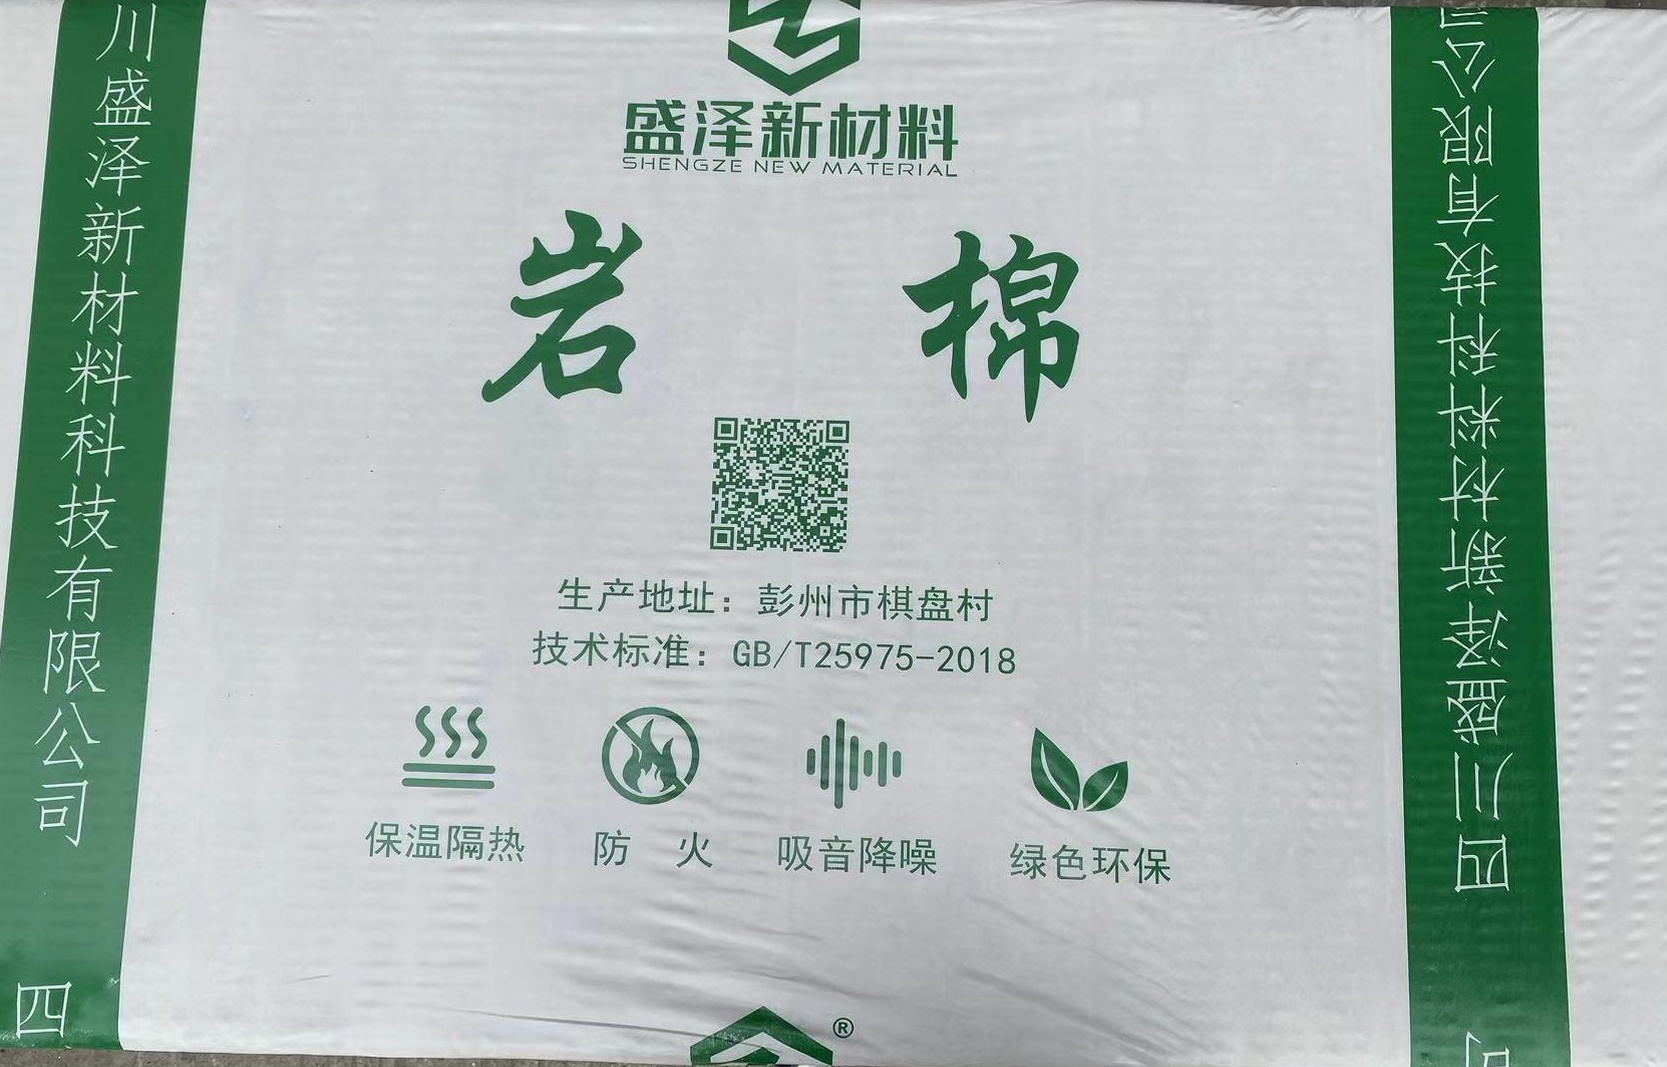 川盛泽新材料科技有限公司
四
盛泽新材料
SHENGZE NEW MATERIAL
岩 棉
生产地址：彭州市棋盘村
技术标准：GB/T25975-2018
保温隔热
防 火
吸音降噪
绿色环保
®
四川盛泽新材料科技有限公司
司